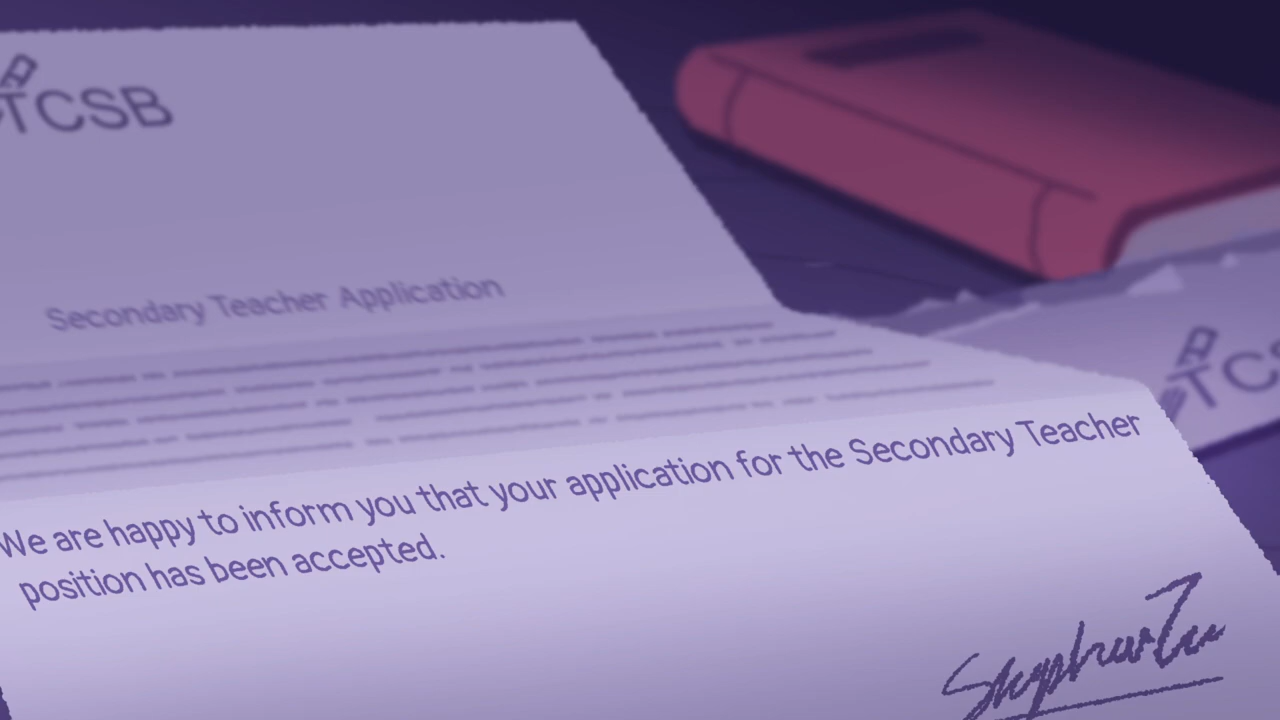 TCSB
Secondary Teacher Application
We are happy to inform you that your application for the Secondary Teacher
position has been accepted.
TCS